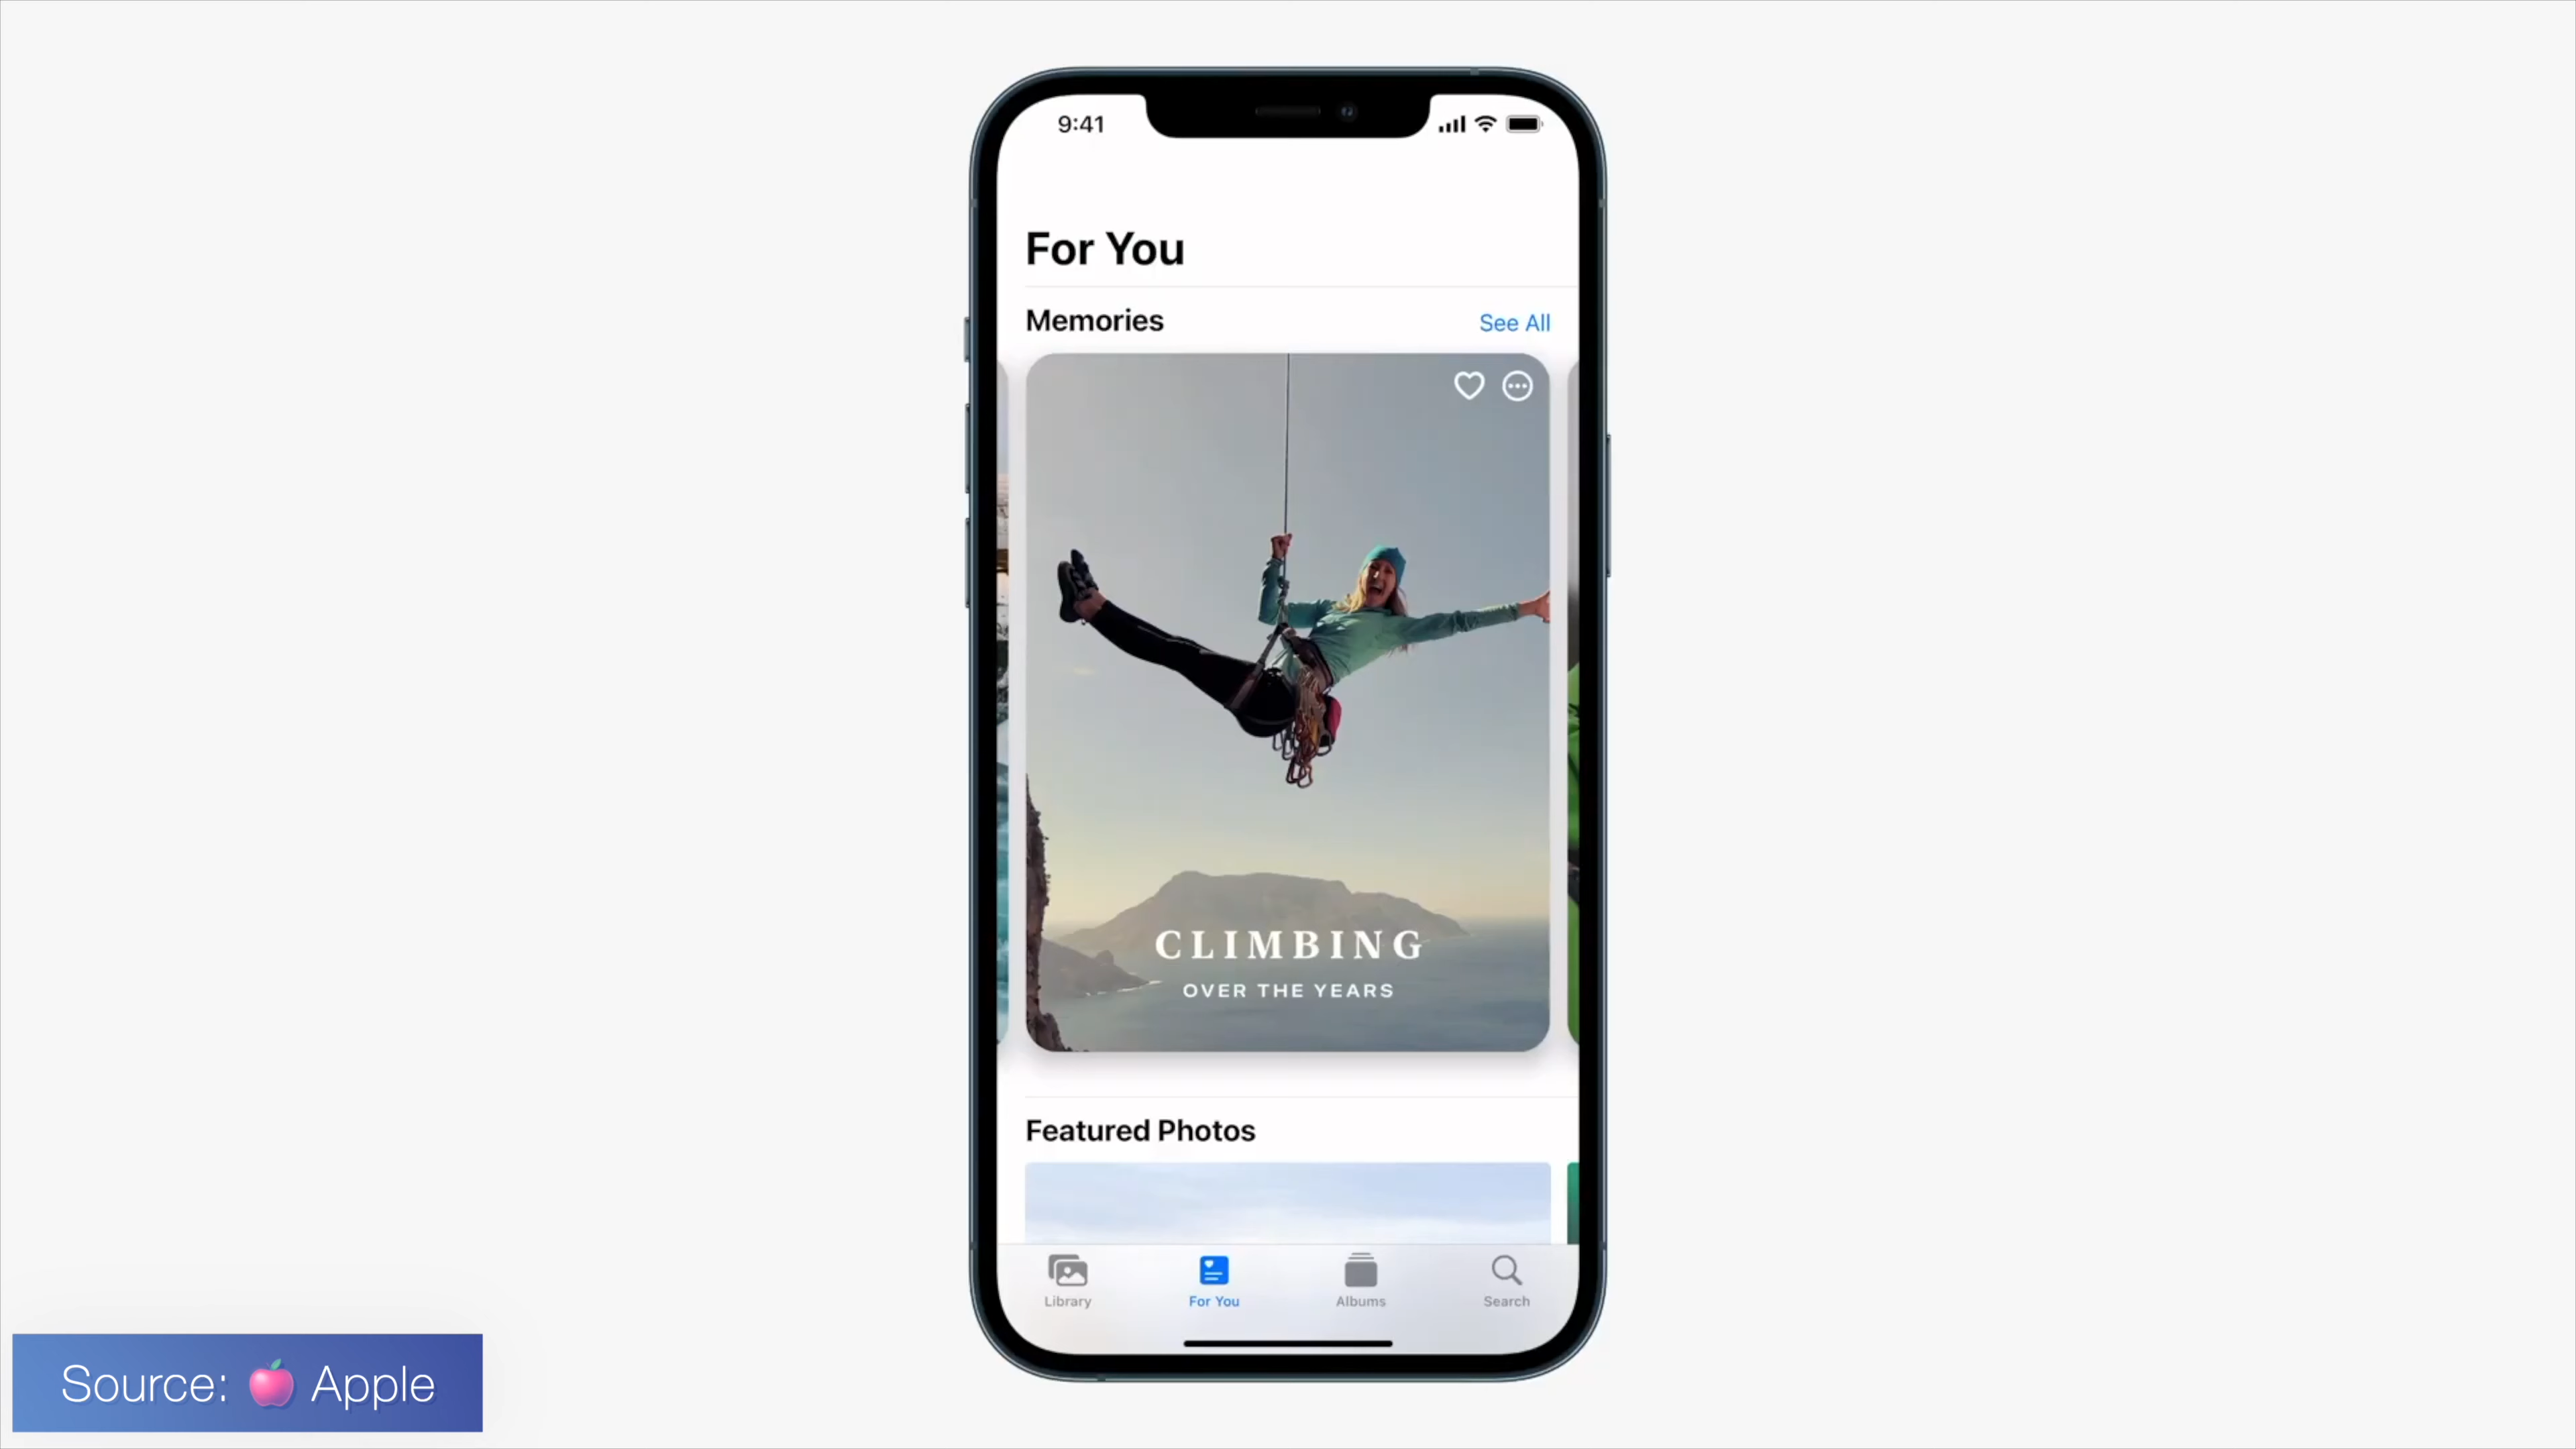 9:41
For You
Memories
See All
CLIMBING
OVER THE YEARS
Featured Photos
Library
For You
Albums
Search
Source: 🍎 Apple